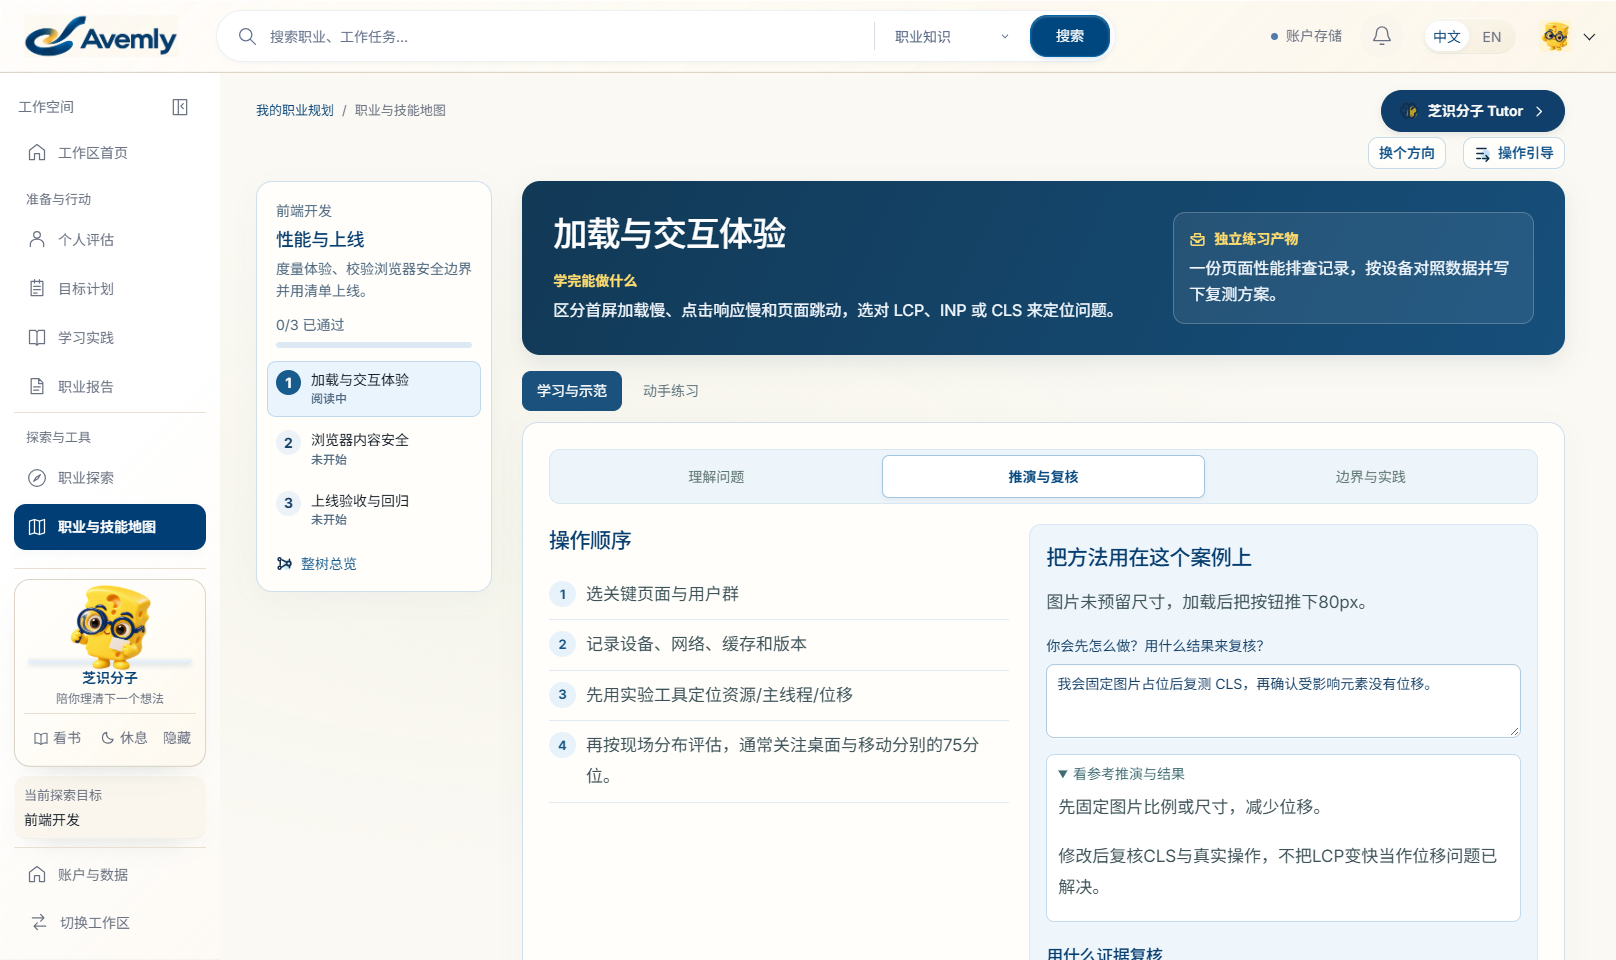 Avemly
搜索职业、工作任务...
职业知识
搜索
账户存储
中文
EN
工作空间
工作区首页
准备与行动
个人评估
目标计划
学习实践
职业报告
探索与工具
职业探索
职业与技能地图
芝识分子
陪你理清下一个想法
看书
休息
隐藏
当前探索目标
前端开发
账户与数据
切换工作区
我的职业规划 / 职业与技能地图
芝识分子 Tutor
换个方向
操作引导
前端开发
性能与上线
度量体验、校验浏览器安全边界
并用清单上线。
0/3 已通过
1
加载与交互体验
阅读中
2
浏览器内容安全
未开始
3
上线验收与回归
未开始
整树总览
加载与交互体验
学完能做什么
区分首屏加载慢、点击响应慢和页面跳动，选对 LCP、INP 或 CLS 来定位问题。
独立练习产物
一份页面性能排查记录，按设备对照数据并写
下复测方案。
学习与示范
动手练习
理解问题
推演与复核
边界与实践
操作顺序
1
选关键页面与用户群
2
记录设备、网络、缓存和版本
3
先用实验工具定位资源/主线程/位移
4
再按现场分布评估，通常关注桌面与移动分别的75分
位。
把方法用在这个案例上
图片未预留尺寸，加载后把按钮推下80px。
你会先怎么做？用什么结果来复核？
我会固定图片占位后复测 CLS，再确认受影响元素没有位移。
看参考推演与结果
先固定图片比例或尺寸，减少位移。
修改后复核CLS与真实操作，不把LCP变快当作位移问题已
解决。
用什么证据复核